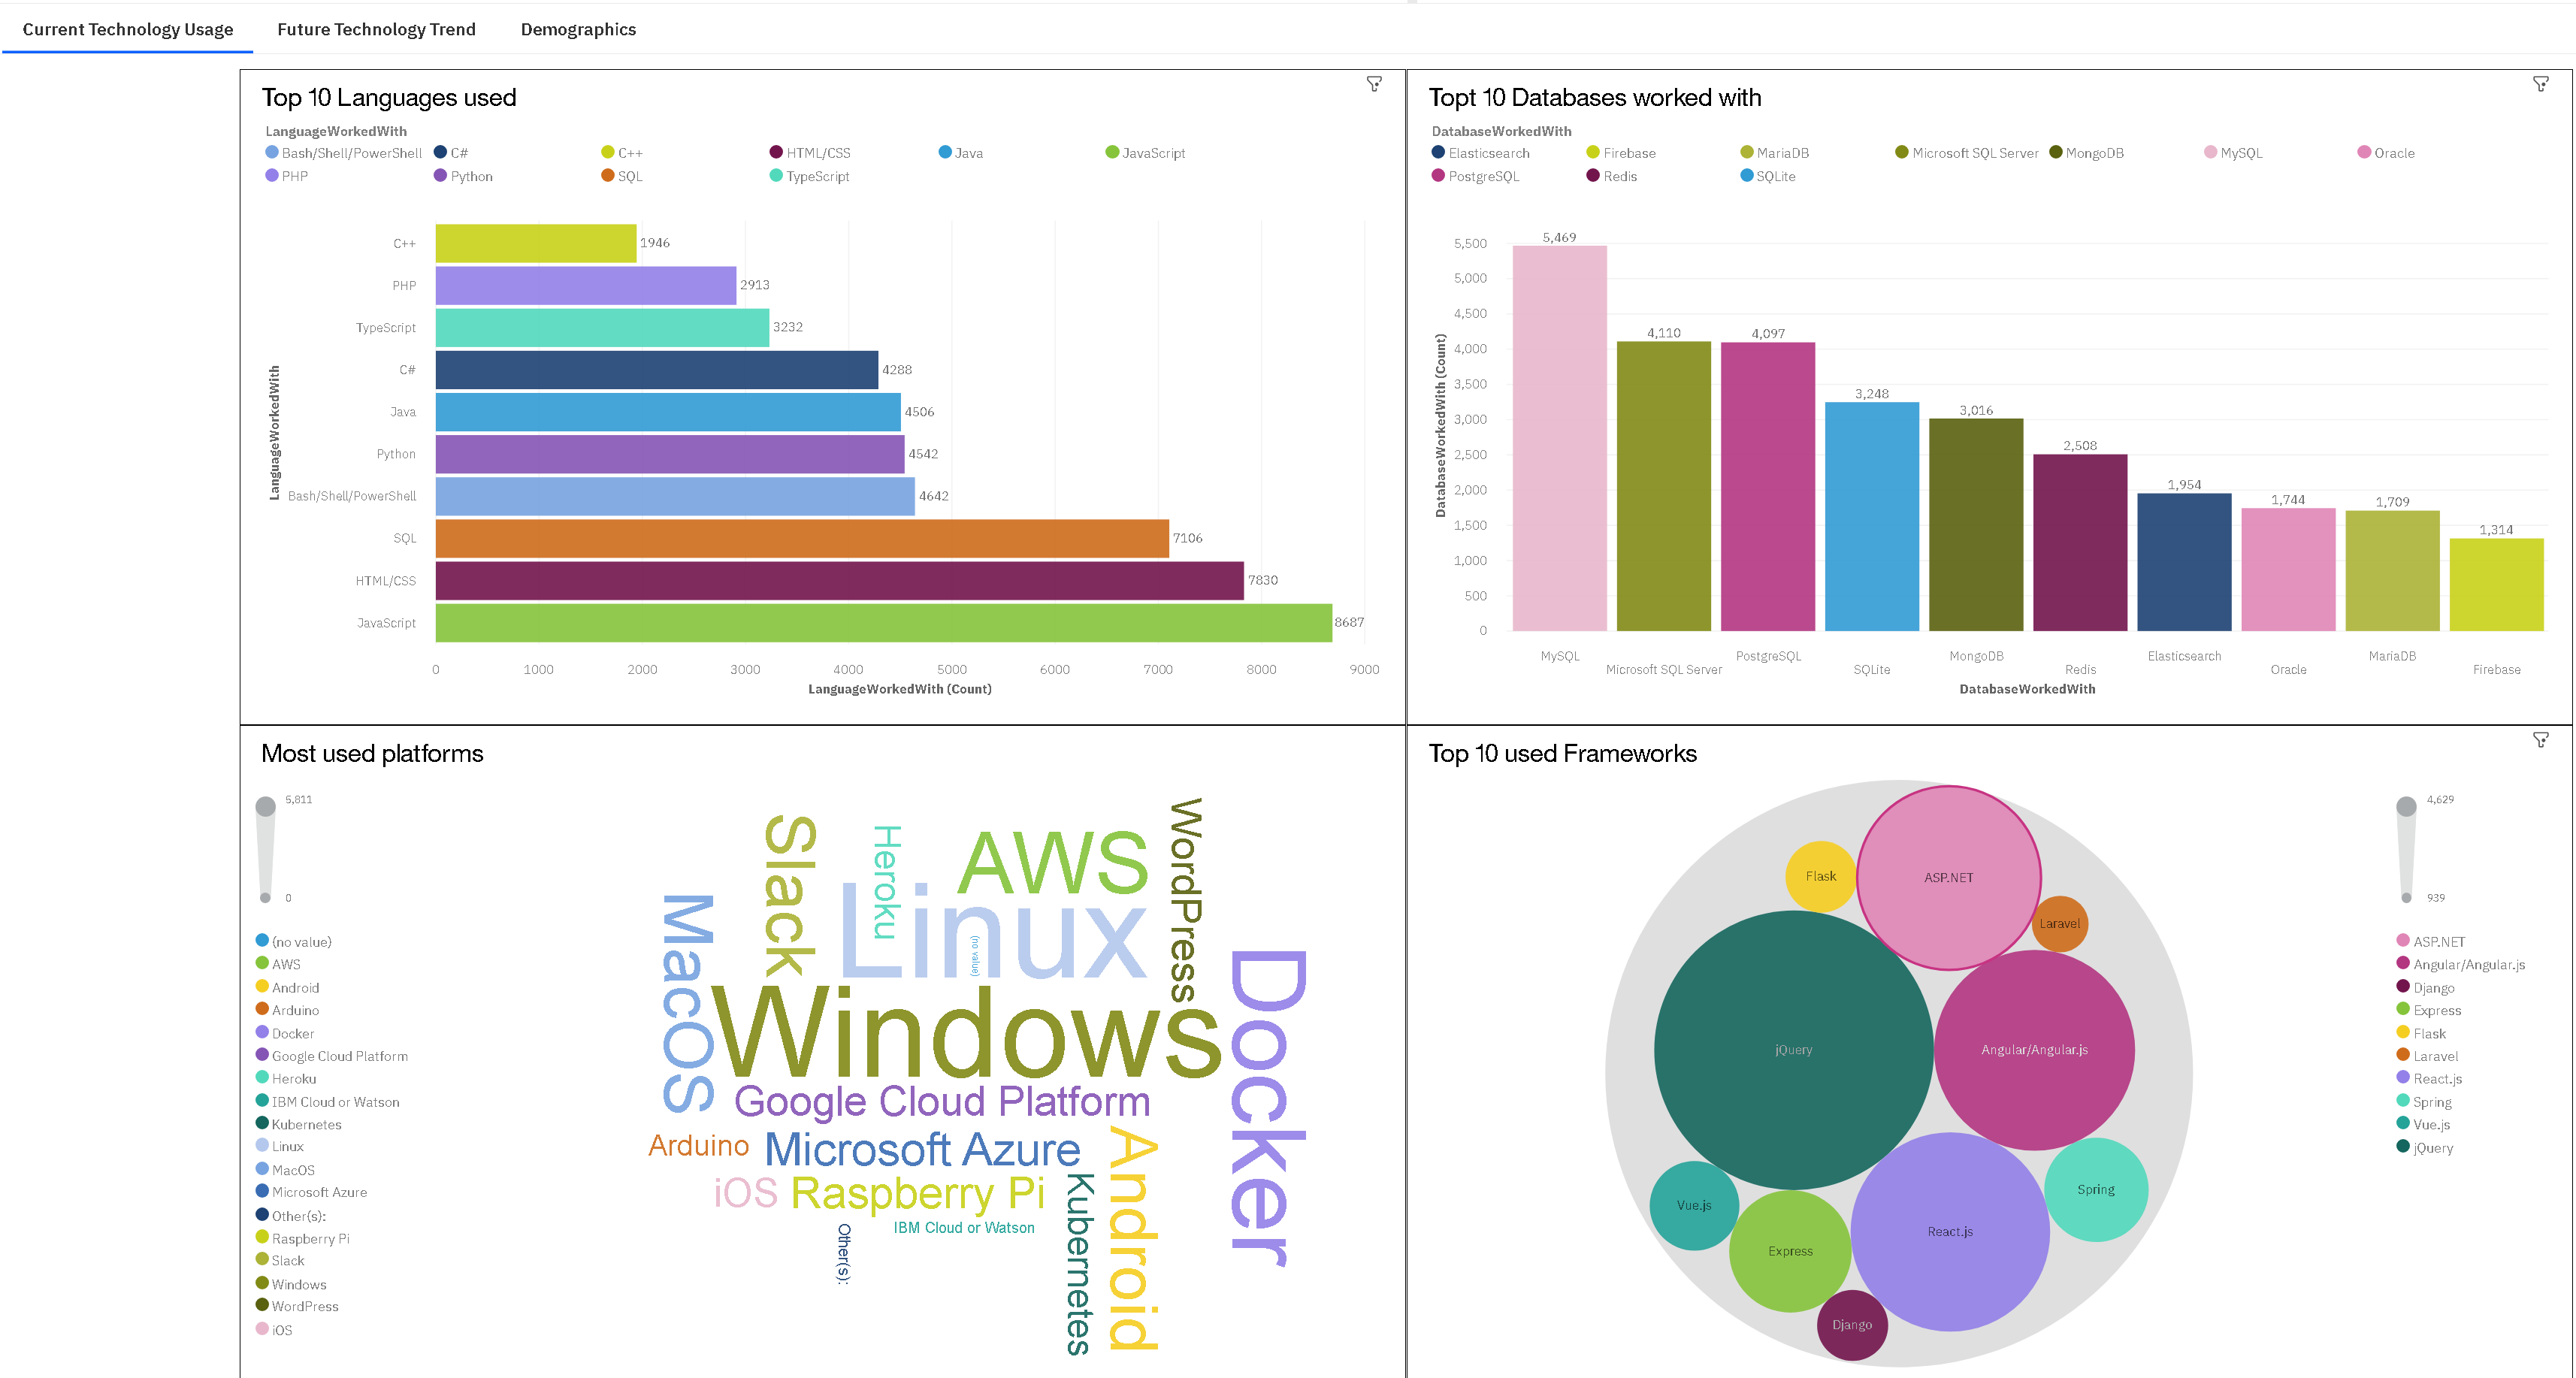 Current Technology Usage Future Technology Trend Demographics
Top 10 Languages used
LanguageWorkedWith
Bash/Shell/PowerShell C# C++ HTML/CSS Java JavaScript
PHP Python SQL TypeScript
LanguageWorkedWith
C++ 1946
PHP 2913
TypeScript 3232
C# 4288
Java 4506
Python 4542
Bash/Shell/PowerShell 4642
SQL 7106
HTML/CSS 7830
JavaScript 8687
0 1000 2000 3000 4000 5000 6000 7000 8000 9000
LanguageWorkedWith (Count)
Topt 10 Databases worked with
DatabaseWorkedWith
Elasticsearch Firebase MariaDB Microsoft SQL Server MongoDB MySQL Oracle
PostgreSQL Redis SQLite
DatabaseWorkedWith (Count)
5,500
5,000
4,500
4,000
3,500
3,000
2,500
2,000
1,500
1,000
500
0
5,469 4,110 4,097 3,248 3,016 2,508 1,954 1,744 1,709 1,314
MySQL Microsoft SQL Server PostgreSQL SQLite MongoDB Redis Elasticsearch Oracle MariaDB Firebase
DatabaseWorkedWith
Most used platforms
5,811
0
(no value)
AWS
Android
Arduino
Docker
Google Cloud Platform
Heroku
IBM Cloud or Watson
Kubernetes
Linux
MacOS
Microsoft Azure
Other(s):
Raspberry Pi
Slack
Windows
WordPress
iOS
Slack
Heroku
AWS
WordPress
MacOS
Linux
(no value)
Docker
Windows
Google Cloud Platform
Arduino
Microsoft Azure
Android
iOS
Raspberry Pi
Kubernetes
Other(s):
IBM Cloud or Watson
Top 10 used Frameworks
ASP.NET
Flask
Laravel
jQuery
Angular/Angular.js
Spring
Vue.js
React.js
Express
Django
4,629
939
ASP.NET
Angular/Angular.js
Django
Express
Flask
Laravel
React.js
Spring
Vue.js
jQuery